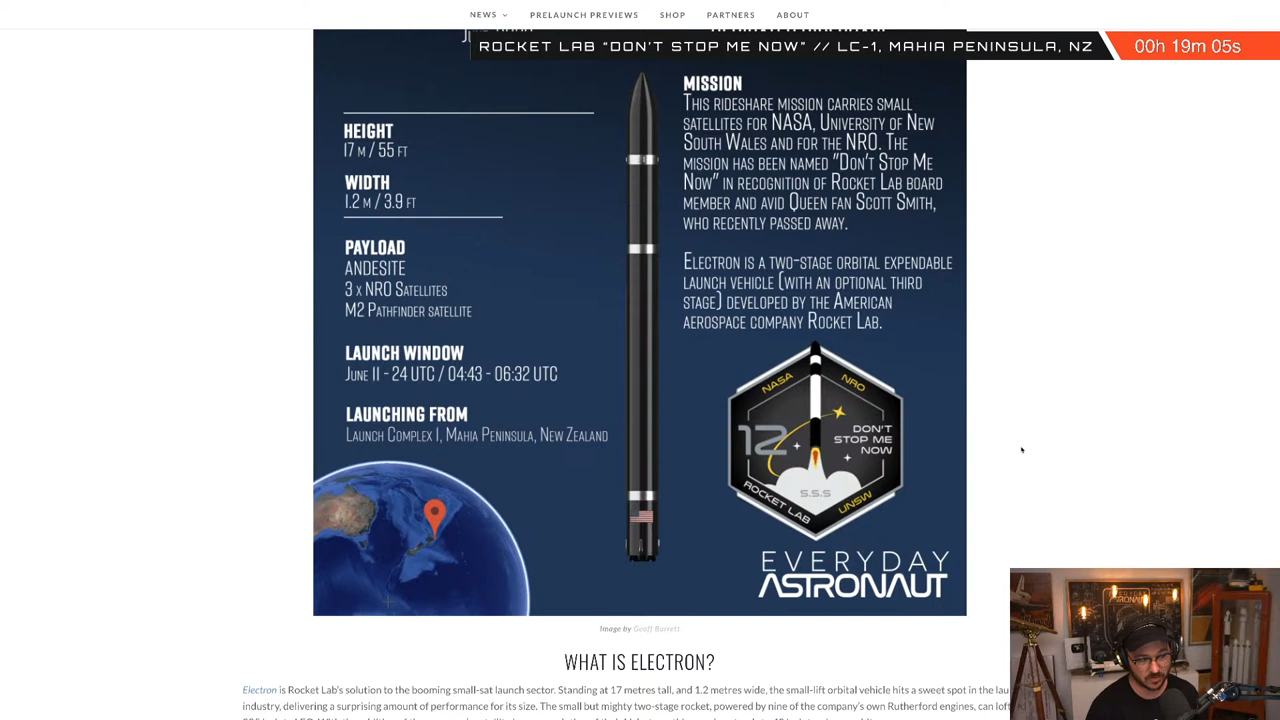 NEWS
PRELAUNCH PREVIEWS
SHOP
PARTNERS
ABOUT
ROCKET LAB “DON’T STOP ME NOW” // LC-1, MAHIA PENINSULA, NZ
00h 19m 05s
HEIGHT
17 M / 55 FT
WIDTH
1.2 M / 3.9 FT
PAYLOAD
ANDESITE
3 X NRO SATELLITES
M2 PATHFINDER SATELLITE
LAUNCH WINDOW
JUNE 11 - 24 UTC / 04:43 - 06:32 UTC
LAUNCHING FROM
LAUNCH COMPLEX 1, MAHIA PENINSULA, NEW ZEALAND
MISSION
THIS RIDESHARE MISSION CARRIES SMALL
SATELLITES FOR NASA, UNIVERSITY OF NEW
SOUTH WALES AND FOR THE NRO. THE
MISSION HAS BEEN NAMED "DON'T STOP ME
NOW" IN RECOGNITION OF ROCKET LAB BOARD
MEMBER AND AVID QUEEN FAN SCOTT SMITH,
WHO RECENTLY PASSED AWAY.
ELECTRON IS A TWO-STAGE ORBITAL EXPENDABLE
LAUNCH VEHICLE (WITH AN OPTIONAL THIRD
STAGE) DEVELOPED BY THE AMERICAN
AEROSPACE COMPANY ROCKET LAB.
NASA
NRO
12
DON'T
STOP ME
NOW
S.S.S
ROCKET LAB
UNSW
EVERYDAY
ASTRONAUT
Image by Geoff Barrett
WHAT IS ELECTRON?
Electron is Rocket Lab's solution to the booming small-sat launch sector. Standing at 17 metres tall, and 1.2 metres wide, the small-lift orbital vehicle hits a sweet spot in the lau
industry, delivering a surprising amount of performance for its size. The small but mighty two-stage rocket, powered by nine of the company's own Rutherford engines, can lof